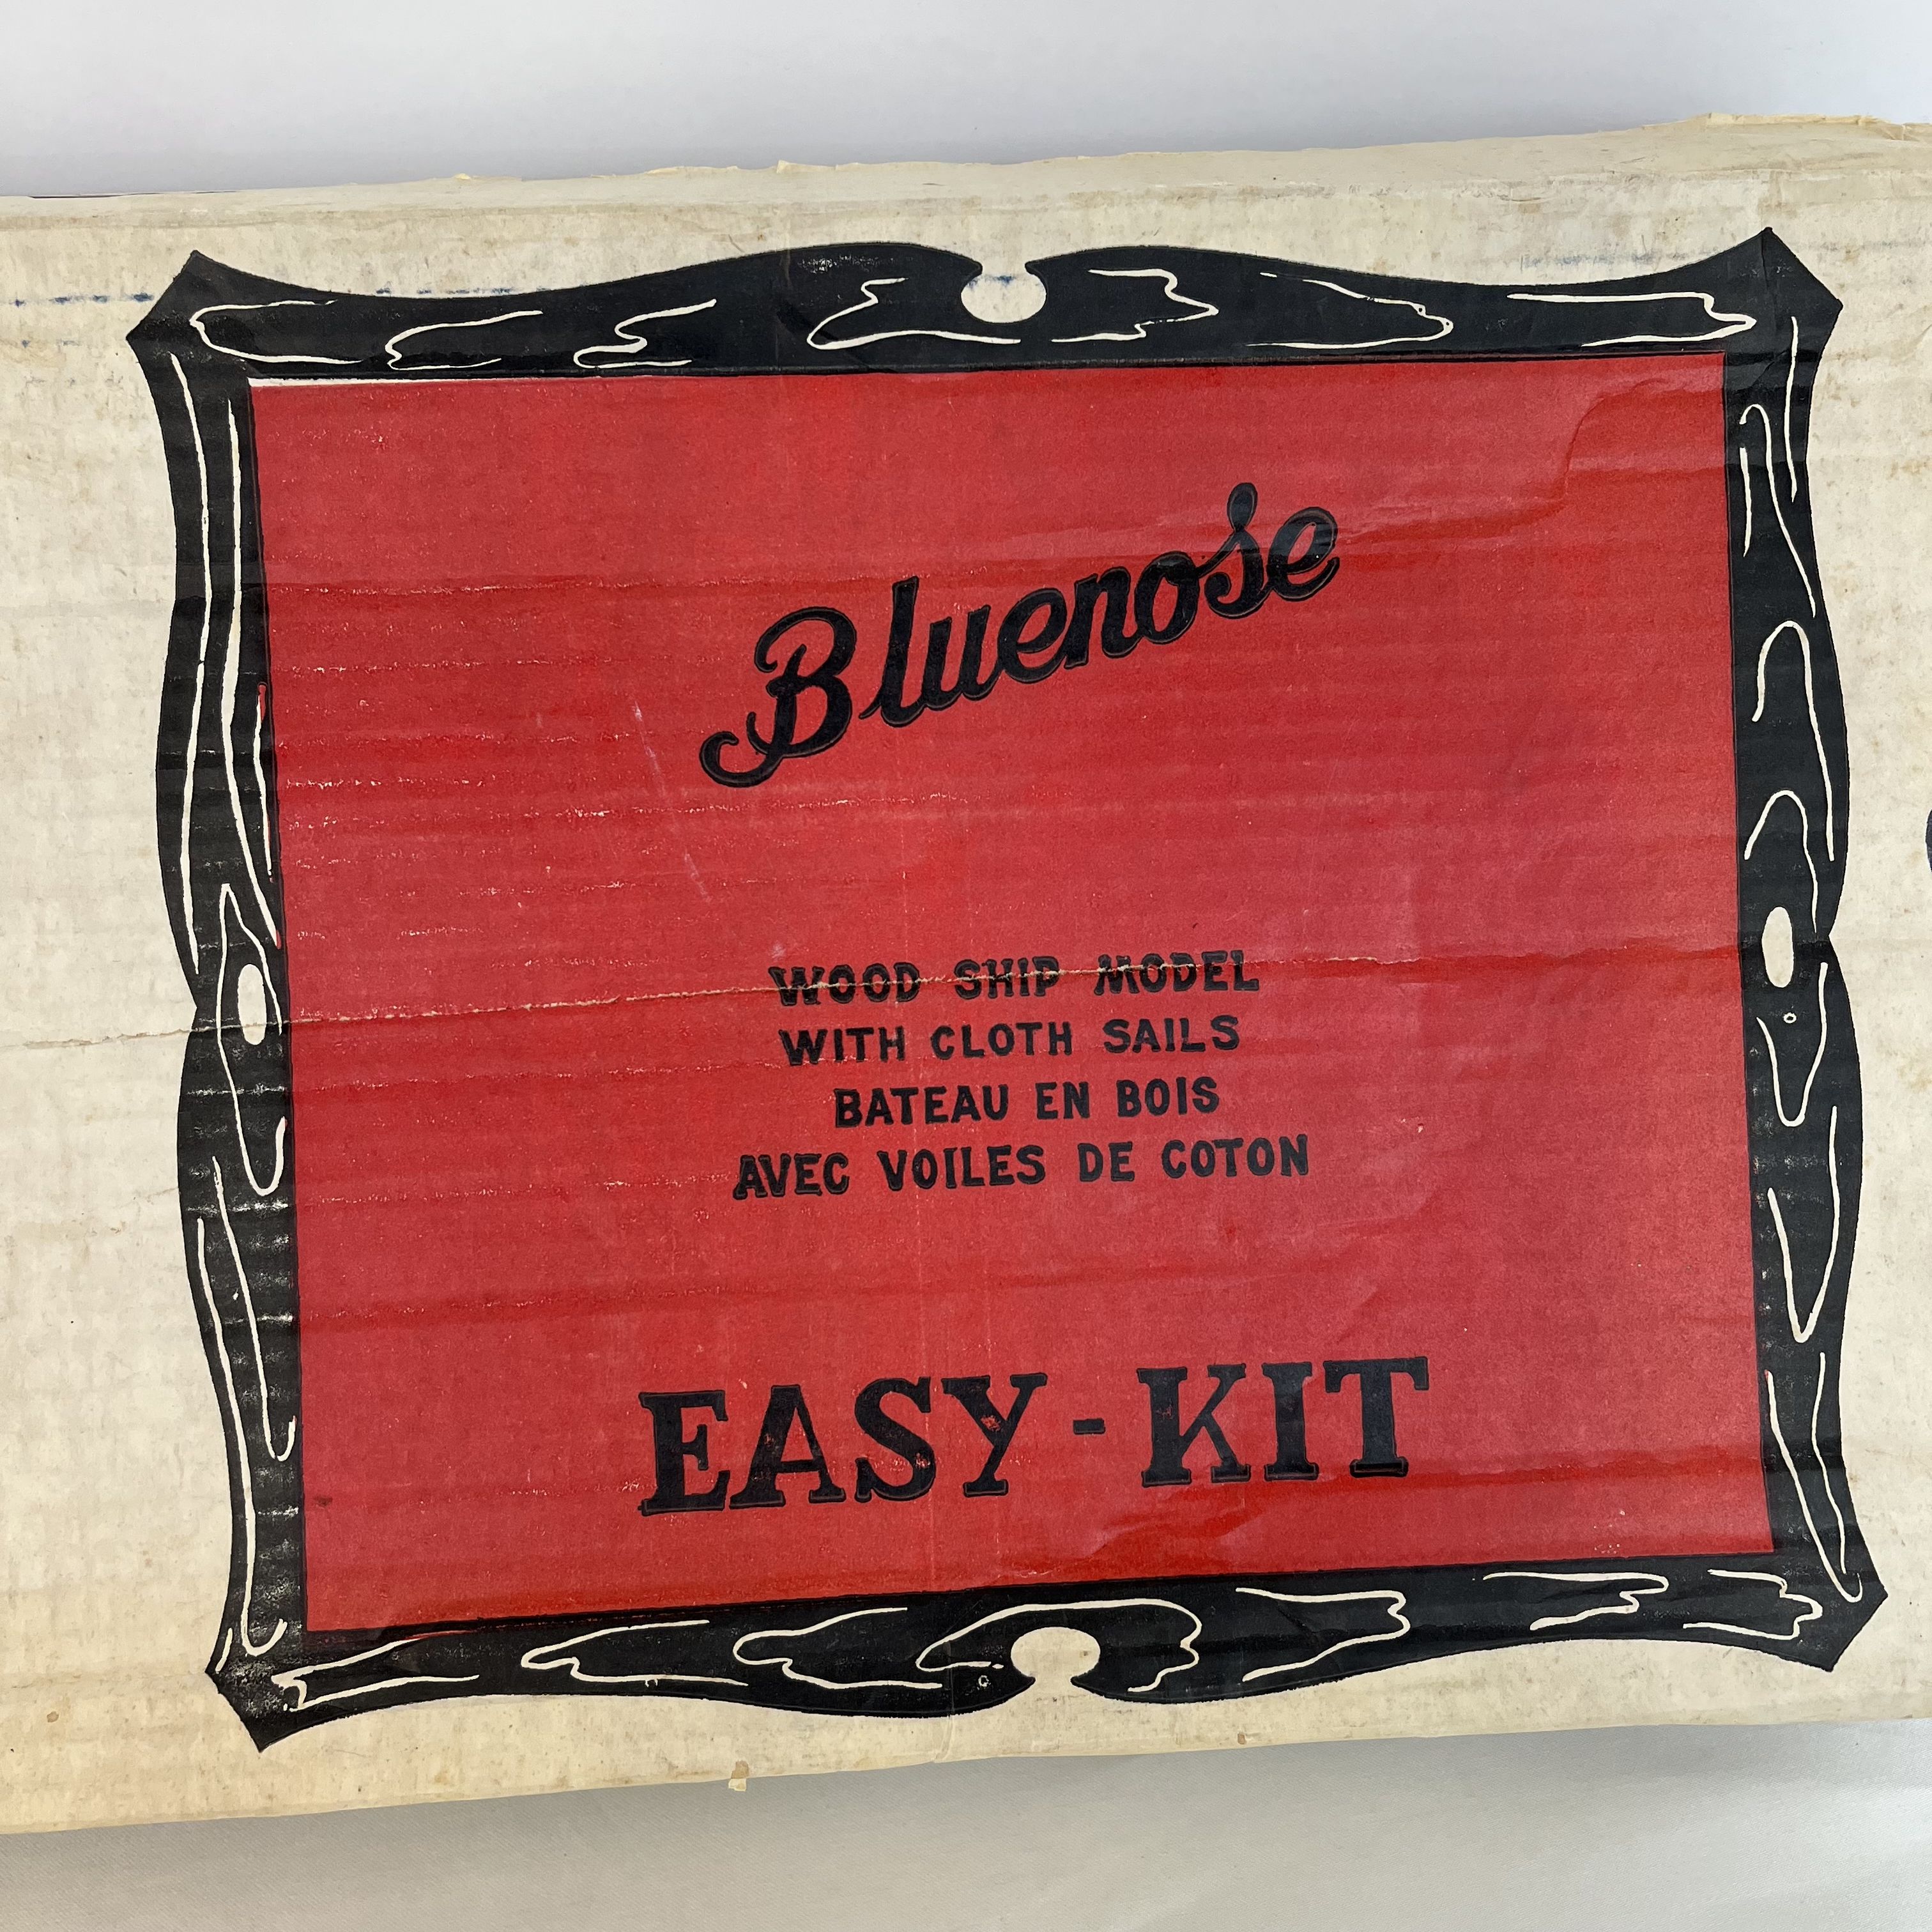 Bluenose
WOOD SHIP MODEL
WITH CLOTH SAILS
BATEAU EN BOIS
AVEC VOILES DE COTON
EASY-KIT